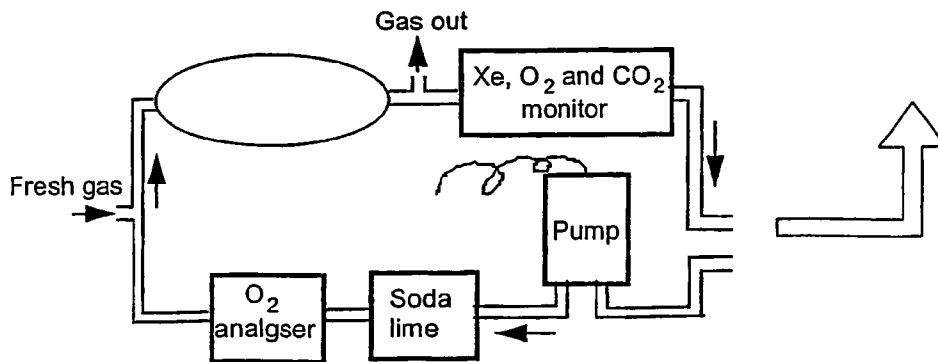 Gas out
Xe, O₂ and CO₂
monitor
Fresh gas
Pump
O₂
analgser
Soda
lime